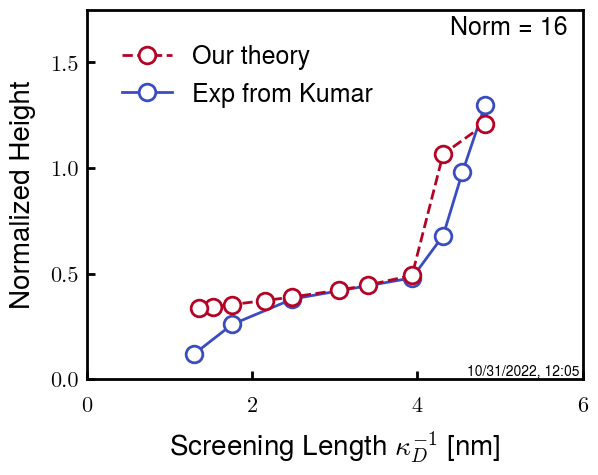 Norm = 16
Our theory
Exp from Kumar
Normalized Height
1.5
1.0
0.5
0.0
10/31/2022, 12:05
0 2 4 6
Screening Length κ_D^{-1} [nm]